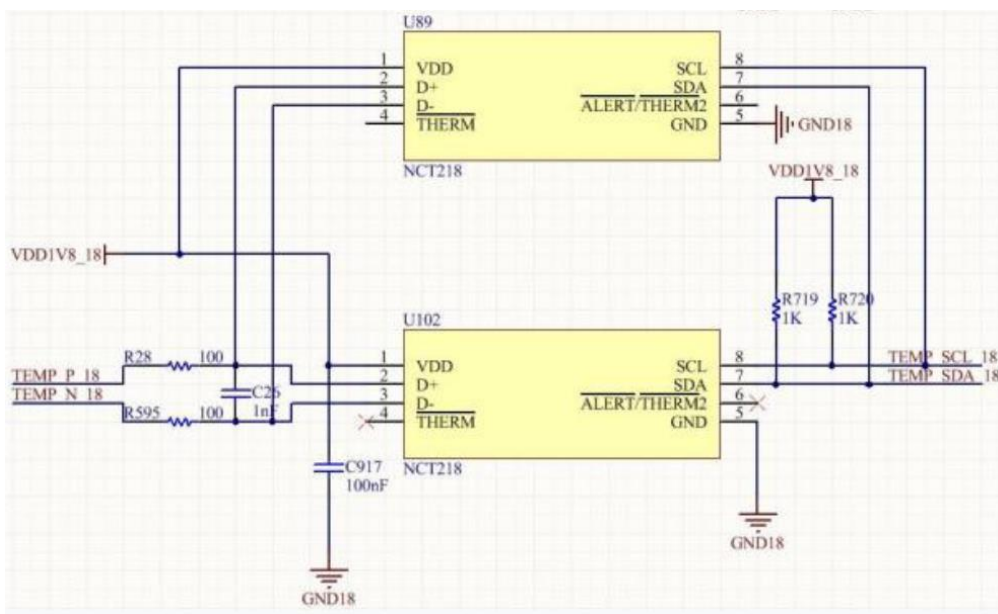 U89
1 VDD SCL 8
2 D+ SDA 7
3 D- ALERT/THERM2 6
4 THERM GND 5
GND18
NCT218
VDD1V8_18
VDD1V8_18
R719
1K
R720
1K
U102
R28 100
TEMP_P_18
TEMP_N_18
R595 100
C26
1nF
1 VDD SCL 8
2 D+ SDA 7
3 D- ALERT/THERM2 6
4 THERM GND 5
TEMP_SCL_18
TEMP_SDA_18
C917
100nF
NCT218
GND18
GND18